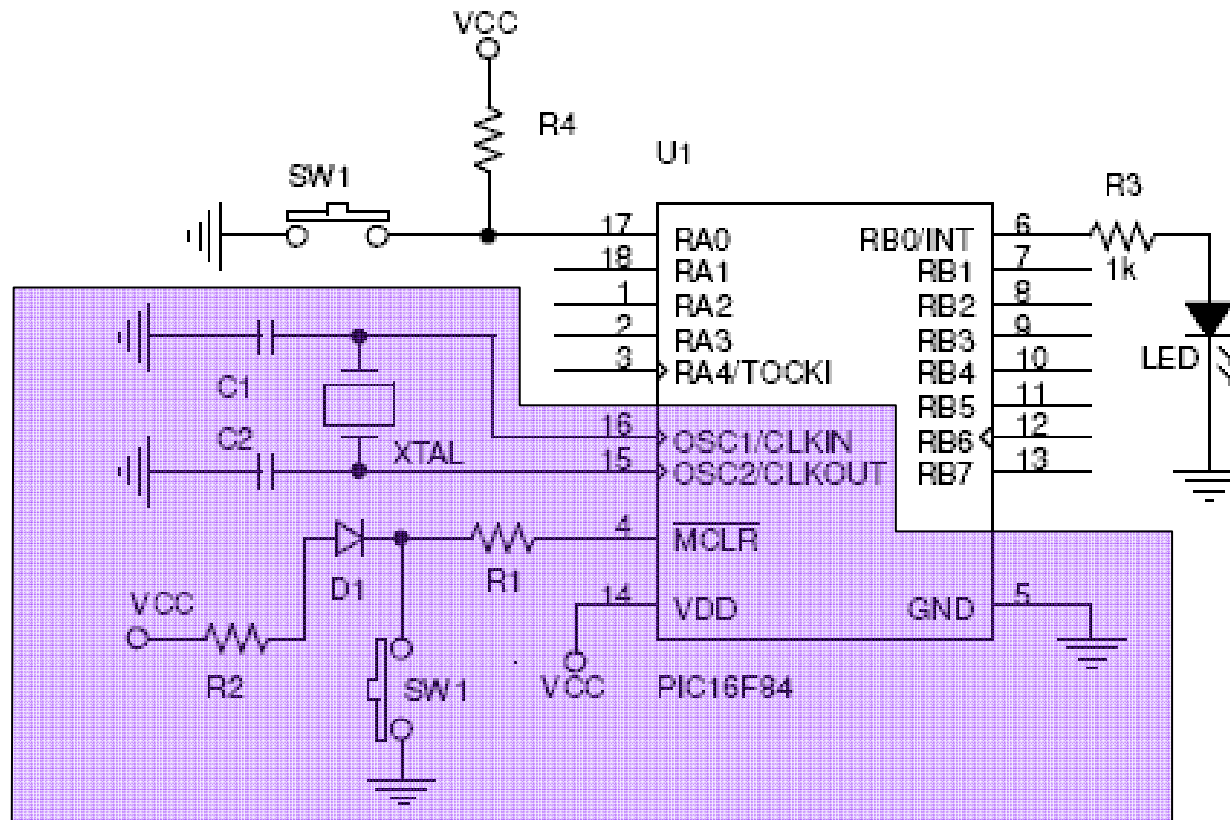 VCC
R4
U1
SW1
R3
1k
17
RA0
RB0/INT
6
18
RA1
RB1
7
1
RA2
RB2
8
2
RA3
RB3
9
3
RA4/TOCKI
RB4
10
LED
RB5
11
C1
16
OSC1/CLKIN
RB6
12
C2
XTAL
15
OSC2/CLKOUT
RB7
13
4
MCLR
D1
R1
VCC
14
VDD
GND
5
R2
SW1
VCC
PIC16F84